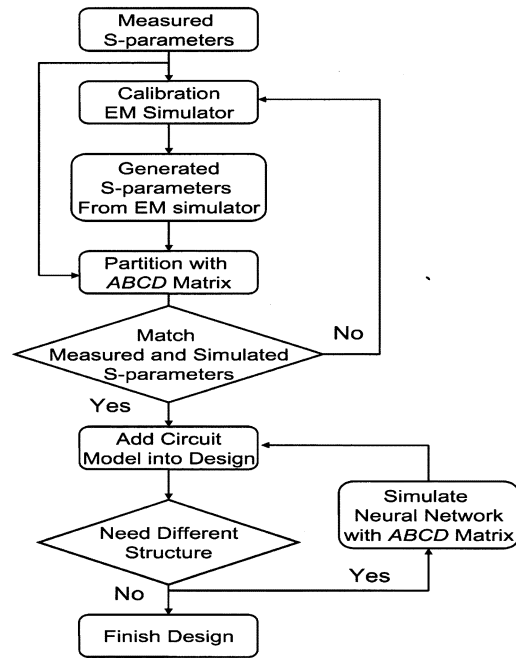 Measured
S-parameters
Calibration
EM Simulator
Generated
S-parameters
From EM simulator
Partition with
ABCD Matrix
Match
Measured and Simulated
S-parameters
No
Yes
Add Circuit
Model into Design
Need Different
Structure
Simulate
Neural Network
with ABCD Matrix
Yes
No
Finish Design